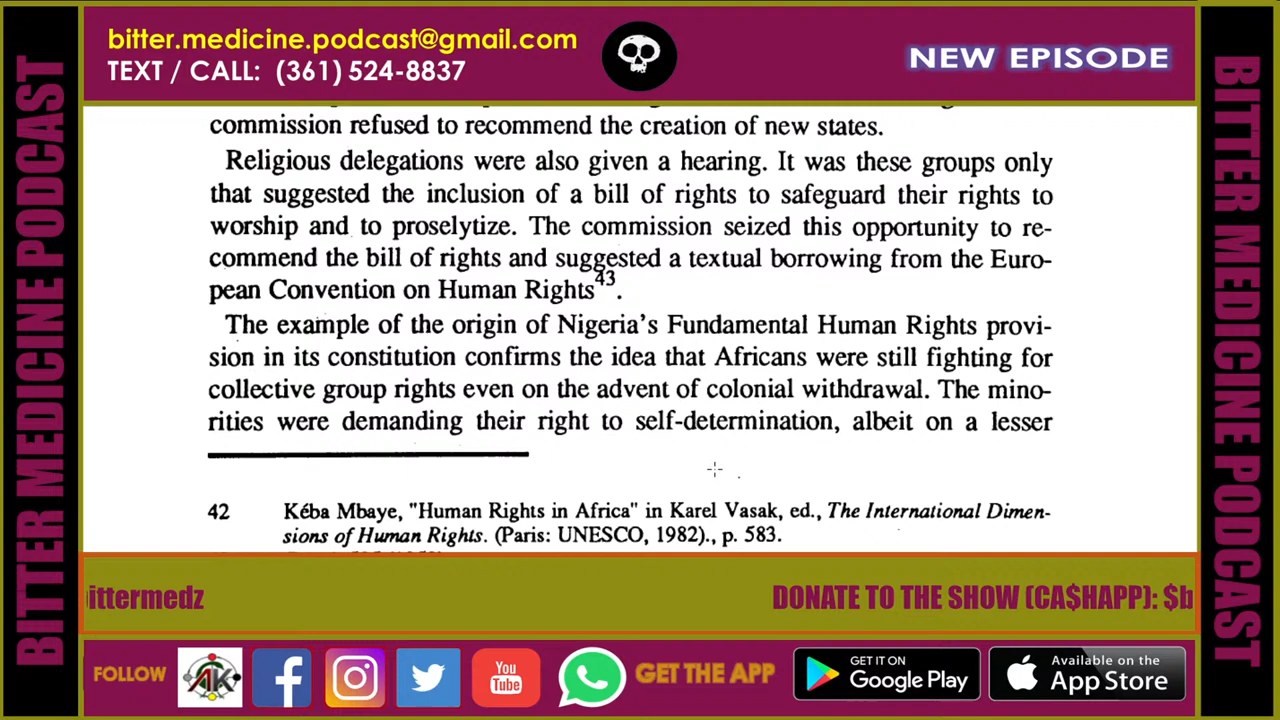 bitter.medicine.podcast@gmail.com
TEXT / CALL: (361) 524-8837
NEW EPISODE
BITTER MEDICINE PODCAST
BITTER MEDICINE PODCAST
commission refused to recommend the creation of new states.
Religious delegations were also given a hearing. It was these groups only
that suggested the inclusion of a bill of rights to safeguard their rights to
worship and to proselytize. The commission seized this opportunity to re-
commend the bill of rights and suggested a textual borrowing from the Euro-
pean Convention on Human Rights43.
The example of the origin of Nigeria's Fundamental Human Rights provi-
sion in its constitution confirms the idea that Africans were still fighting for
collective group rights even on the advent of colonial withdrawal. The mino-
rities were demanding their right to self-determination, albeit on a lesser
42 Kéba Mbaye, "Human Rights in Africa" in Karel Vasak, ed., The International Dimen-
sions of Human Rights. (Paris: UNESCO, 1982)., p. 583.
ittermedz
DONATE TO THE SHOW (CA$HAPP): $b
FOLLOW
You
Tube
GET THE APP
GET IT ON
Google Play
Available on the
App Store